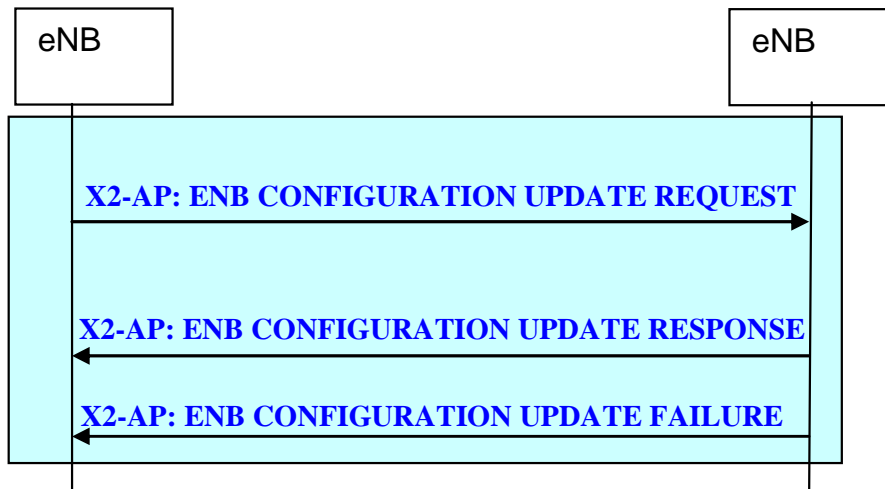 eNB
eNB
X2-AP: ENB CONFIGURATION UPDATE REQUEST
X2-AP: ENB CONFIGURATION UPDATE RESPONSE
X2-AP: ENB CONFIGURATION UPDATE FAILURE